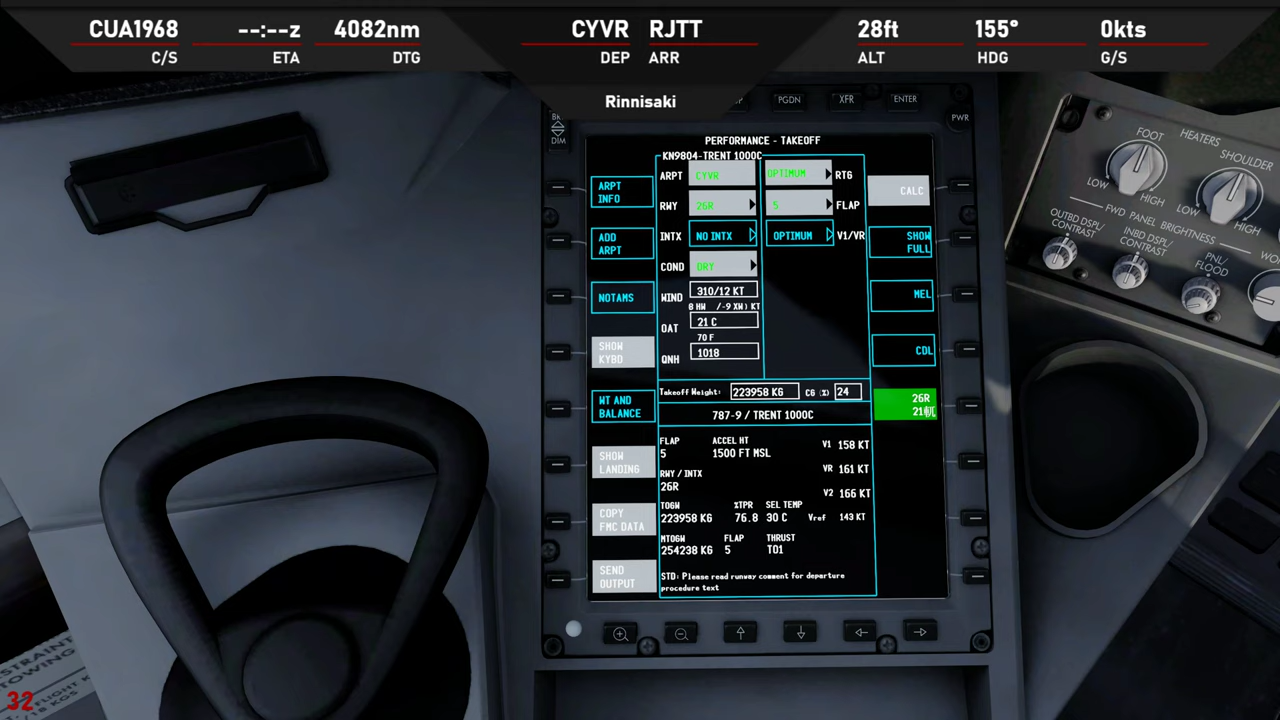 CUA1968
C/S
--:--z
ETA
4082nm
DTG
CYVR
DEP
RJTT
ARR
28ft
ALT
155°
HDG
0kts
G/S
Rinnisaki
PGDN
XFR
ENTER
DIM
PWR
PERFORMANCE - TAKEOFF
KN9804-TRENT 1000C
ARPT INFO
ADD ARPT
NOTAMS
SHOW KYBD
WT AND BALANCE
SHOW LANDING
COPY FMC DATA
SEND OUTPUT
ARPT CYVR
OPTIMUM RTG
RWY 26R
5 FLAP
INTX NO INTX
OPTIMUM V1/VR
COND DRY
WIND 310/12 KT
8 HW /-9 XW) KT
OAT 21 C
70 F
QNH 1018
Takeoff Weight: 223958 KG CG (%) 24
787-9 / TRENT 1000C
FLAP ACCEL HT
5 1500 FT MSL
V1 158 KT
RWY / INTX
VR 161 KT
26R
V2 166 KT
TOGW %TPR SEL TEMP
223958 KG 76.8 30 C Vref 143 KT
MTOGW FLAP THRUST
254238 KG 5 TO1
STD: Please read runway comment for departure
procedure text
CALC
SHOW FULL
MEL
CDL
26R
FOOT
HEATERS
SHOULDER
LOW
HIGH
LOW
HIGH
FWD PANEL BRIGHTNESS
OUTBD DSPL/
CONTRAST
INBD DSPL/
CONTRAST
PNL/
FLOOD
TOWING
32